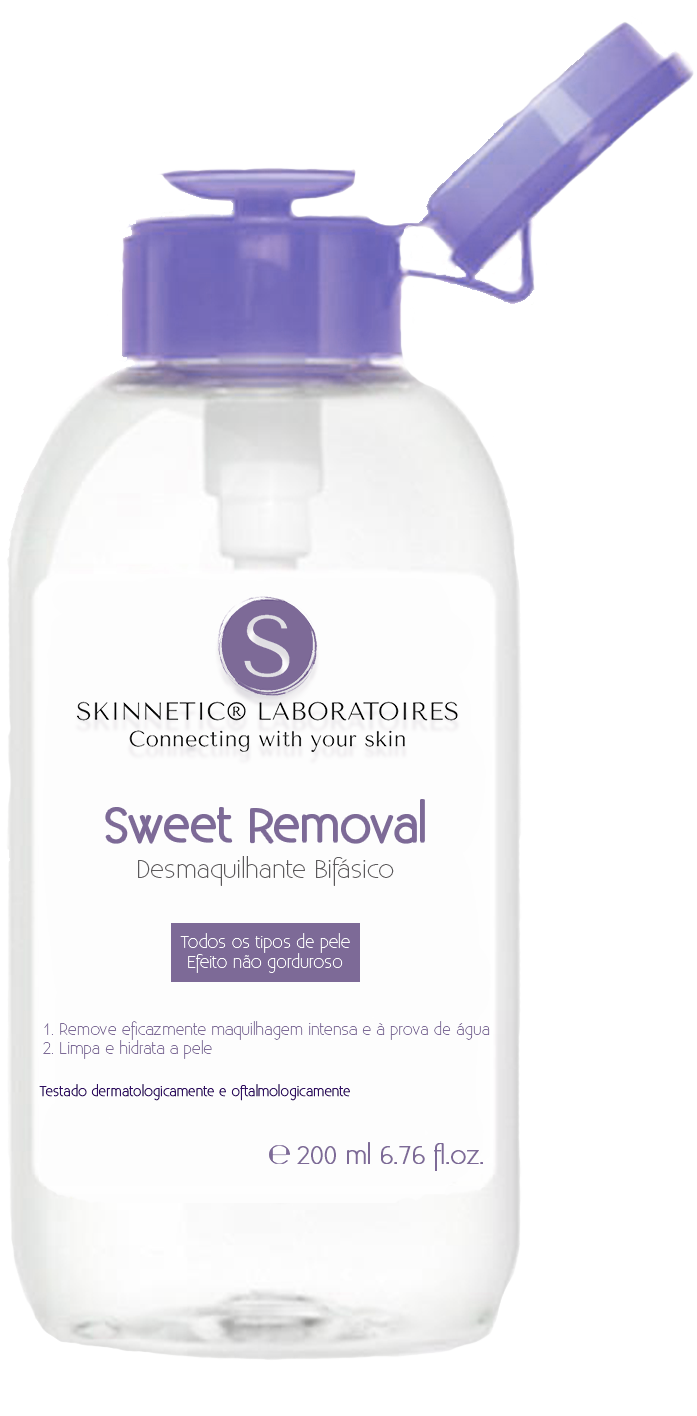 S
SKINNETIC® LABORATOIRES
Connecting with your skin
Sweet Removal
Desmaquilhante Bifásico
Todos os tipos de pele
Efeito não gorduroso
1. Remove eficazmente maquilhagem intensa e à prova de água
2. Limpa e hidrata a pele
Testado dermatologicamente e oftalmologicamente
℮ 200 ml 6.76 fl.oz.